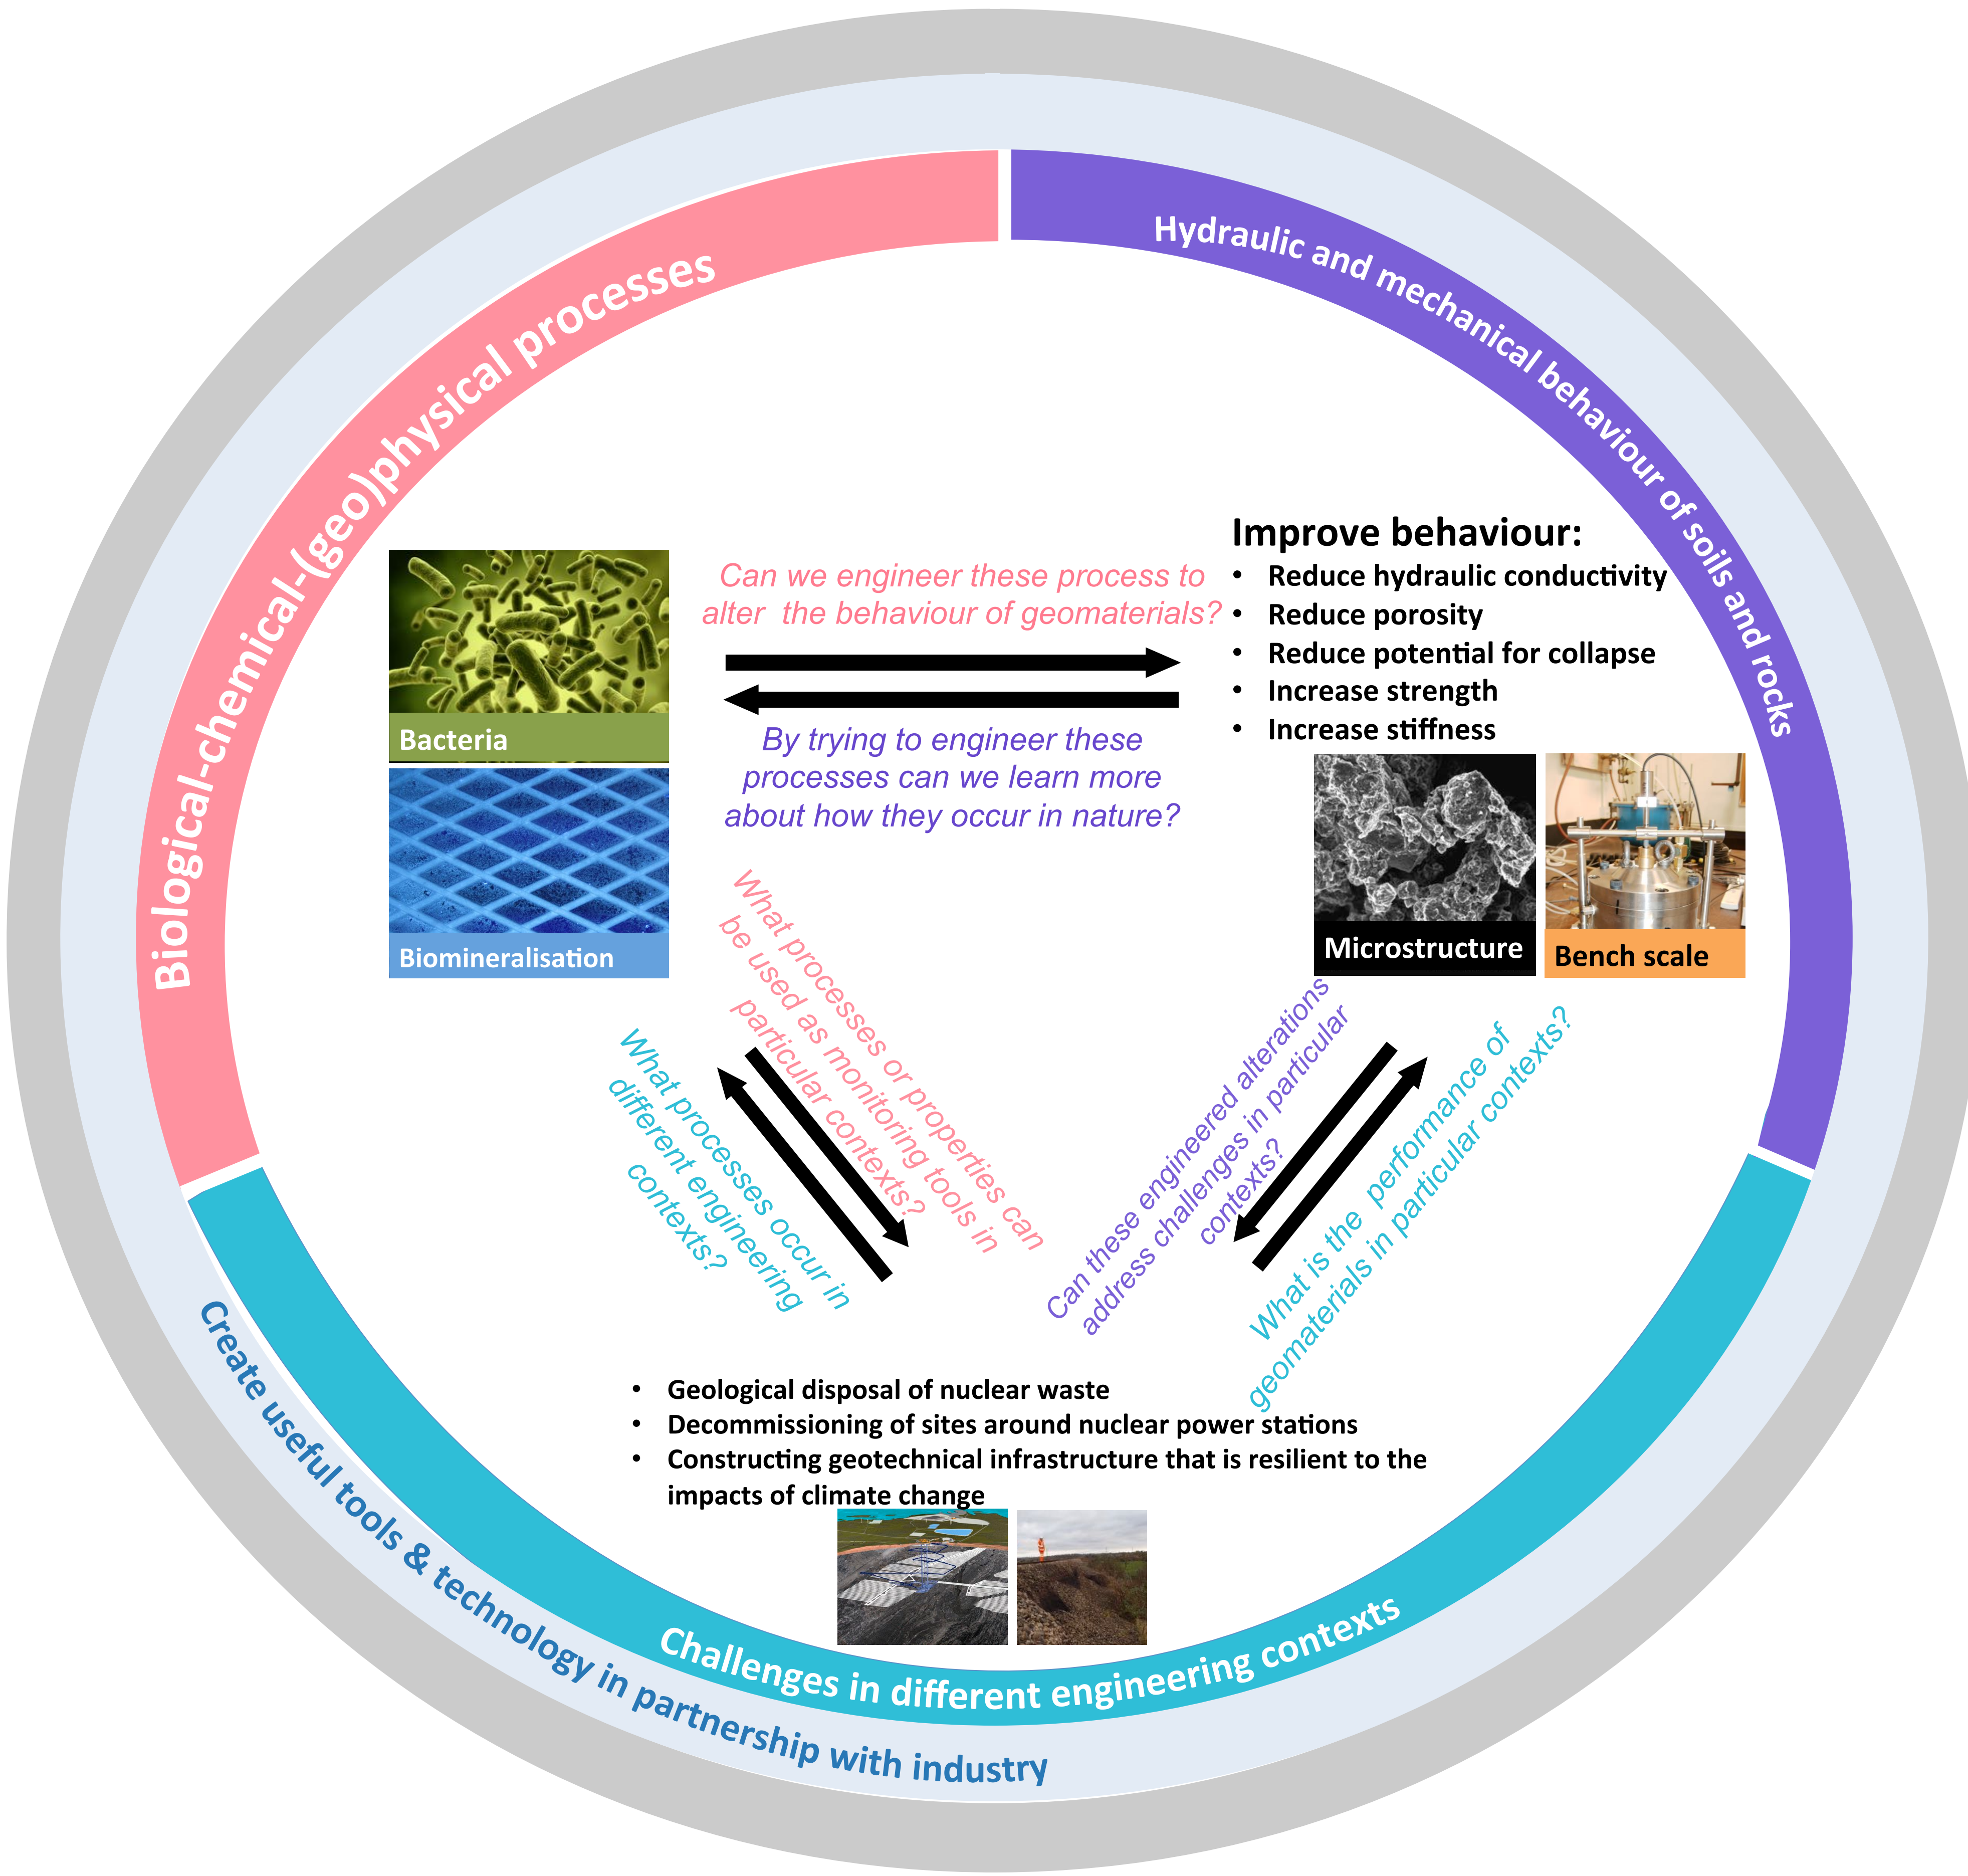 Biological-chemical-(geo)physical processes
Hydraulic and mechanical behaviour of soils and rocks
Can we engineer these process to
alter  the behaviour of geomaterials?
By trying to engineer these
processes can we learn more
about how they occur in nature?
Bacteria
Biomineralisation
Improve behaviour:
• Reduce hydraulic conductivity
• Reduce porosity
• Reduce potential for collapse
• Increase strength
• Increase stiffness
Microstructure
Bench scale
What processes or properties can
be used as monitoring tools in
particular contexts?
What processes occur in
different engineering
contexts?
Can these engineered alterations
address challenges in particular
contexts?
What is the  performance of
geomaterials in particular contexts?
• Geological disposal of nuclear waste
• Decommissioning of sites around nuclear power stations
• Constructing geotechnical infrastructure that is resilient to the
impacts of climate change
Challenges in different engineering contexts
Create useful tools & technology in partnership with industry